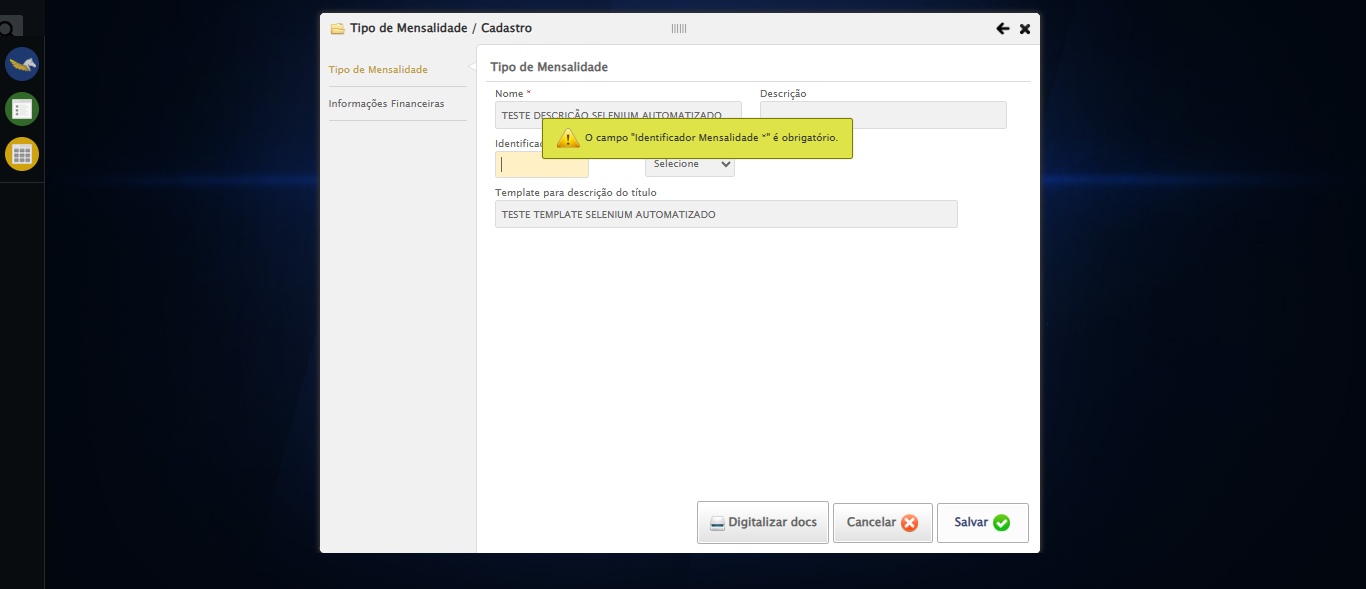 Tipo de Mensalidade / Cadastro
Tipo de Mensalidade
Informações Financeiras
Tipo de Mensalidade
Nome *
Descrição
TESTE DESCRIÇÃO SELENIUM AUTOMATIZADO
O campo "Identificador Mensalidade *" é obrigatório.
Selecione
Template para descrição do título
TESTE TEMPLATE SELENIUM AUTOMATIZADO
Digitalizar docs
Cancelar
Salvar